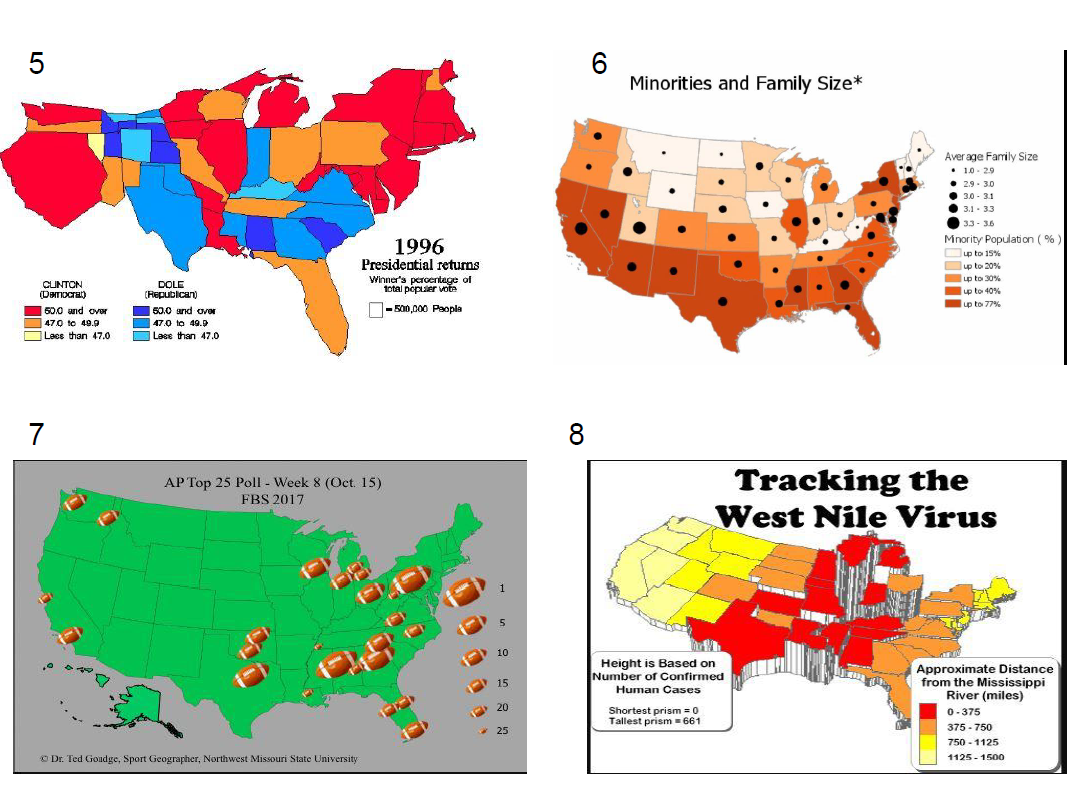 5
1996
Presidential returns
Winner's percentage of
total popular vote
= 500,000 People
CLINTON
(Democrat)
50.0 and over
47.0 to 49.9
Less than 47.0
DOLE
(Republican)
50.0 and over
47.0 to 49.9
Less than 47.0
6
Minorities and Family Size*
Average Family Size
1.0 - 2.9
2.9 - 3.0
3.0 - 3.1
3.1 - 3.3
3.3 - 3.6
Minority Population ( % )
up to 15%
up to 20%
up to 30%
up to 40%
up to 77%
7
AP Top 25 Poll - Week 8 (Oct. 15)
FBS 2017
1
5
10
15
20
25
© Dr. Ted Goadge, Sport Geographer, Northwest Missouri State University
8
Tracking the
West Nile Virus
Height is Based on
Number of Confirmed
Human Cases
Shortest prism = 0
Tallest prism = 661
Approximate Distance
from the Mississippi
River (miles)
0 - 375
375 - 750
750 - 1125
1125 - 1500